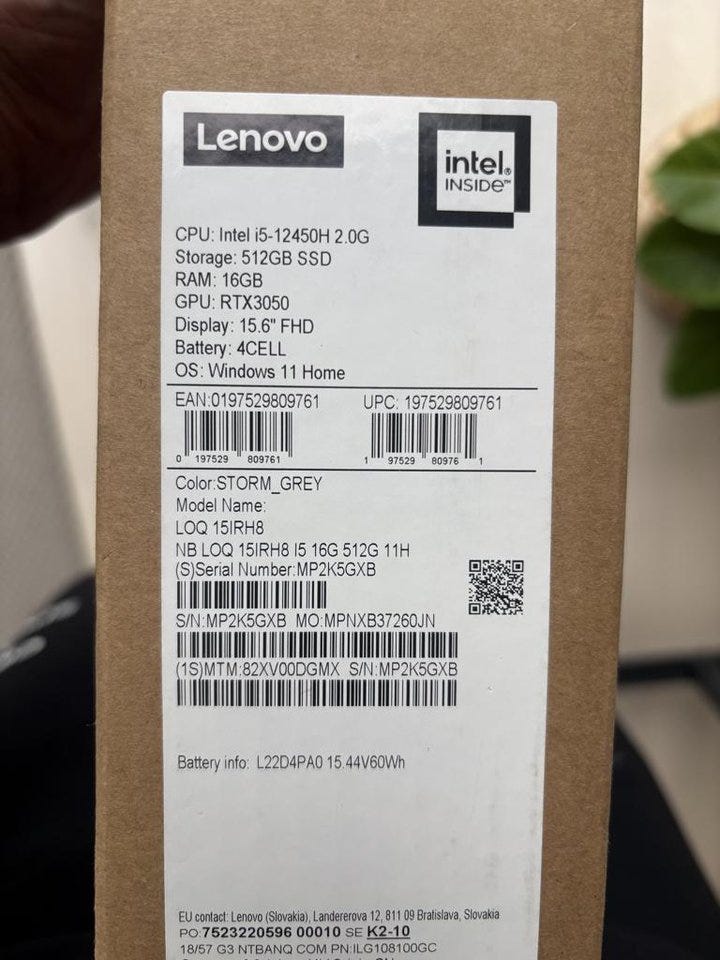 Lenovo
intel.
INSIDE™
CPU: Intel i5-12450H 2.0G
Storage: 512GB SSD
RAM: 16GB
GPU: RTX3050
Display: 15.6" FHD
Battery: 4CELL
OS: Windows 11 Home
EAN:0197529809761 UPC: 197529809761
0 197529 809761 1 97529 80976 1
Color:STORM_GREY
Model Name:
LOQ 15IRH8
NB LOQ 15IRH8 I5 16G 512G 11H
(S)Serial Number:MP2K5GXB
S/N:MP2K5GXB MO:MPNXB37260JN
(1S)MTM:82XV00DGMX S/N:MP2K5GXB
Battery info: L22D4PA0 15.44V60Wh
EU contact: Lenovo (Slovakia), Landererova 12, 811 09 Bratislava, Slovakia
PO:7523220596 00010 SE K2-10
18/57 G3 NTBANQ COM PN:ILG108100GC